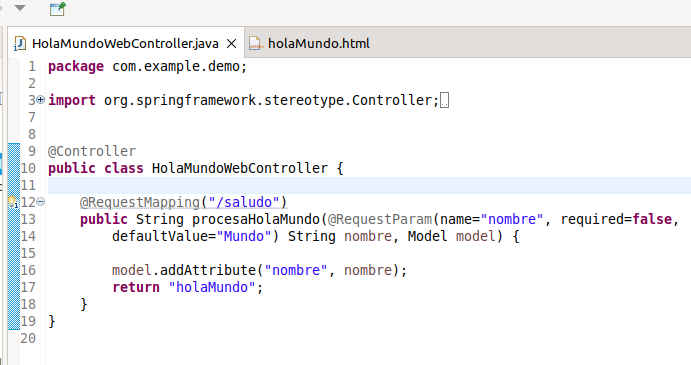 HolaMundoWebController.java holaMundo.html
1 package com.example.demo;
2
3 import org.springframework.stereotype.Controller;
7
8
9 @Controller
10 public class HolaMundoWebController {
11
12 @RequestMapping("/saludo")
13 public String procesaHolaMundo(@RequestParam(name="nombre", required=false,
14 defaultValue="Mundo") String nombre, Model model) {
15
16 model.addAttribute("nombre", nombre);
17 return "holaMundo";
18 }
19 }
20